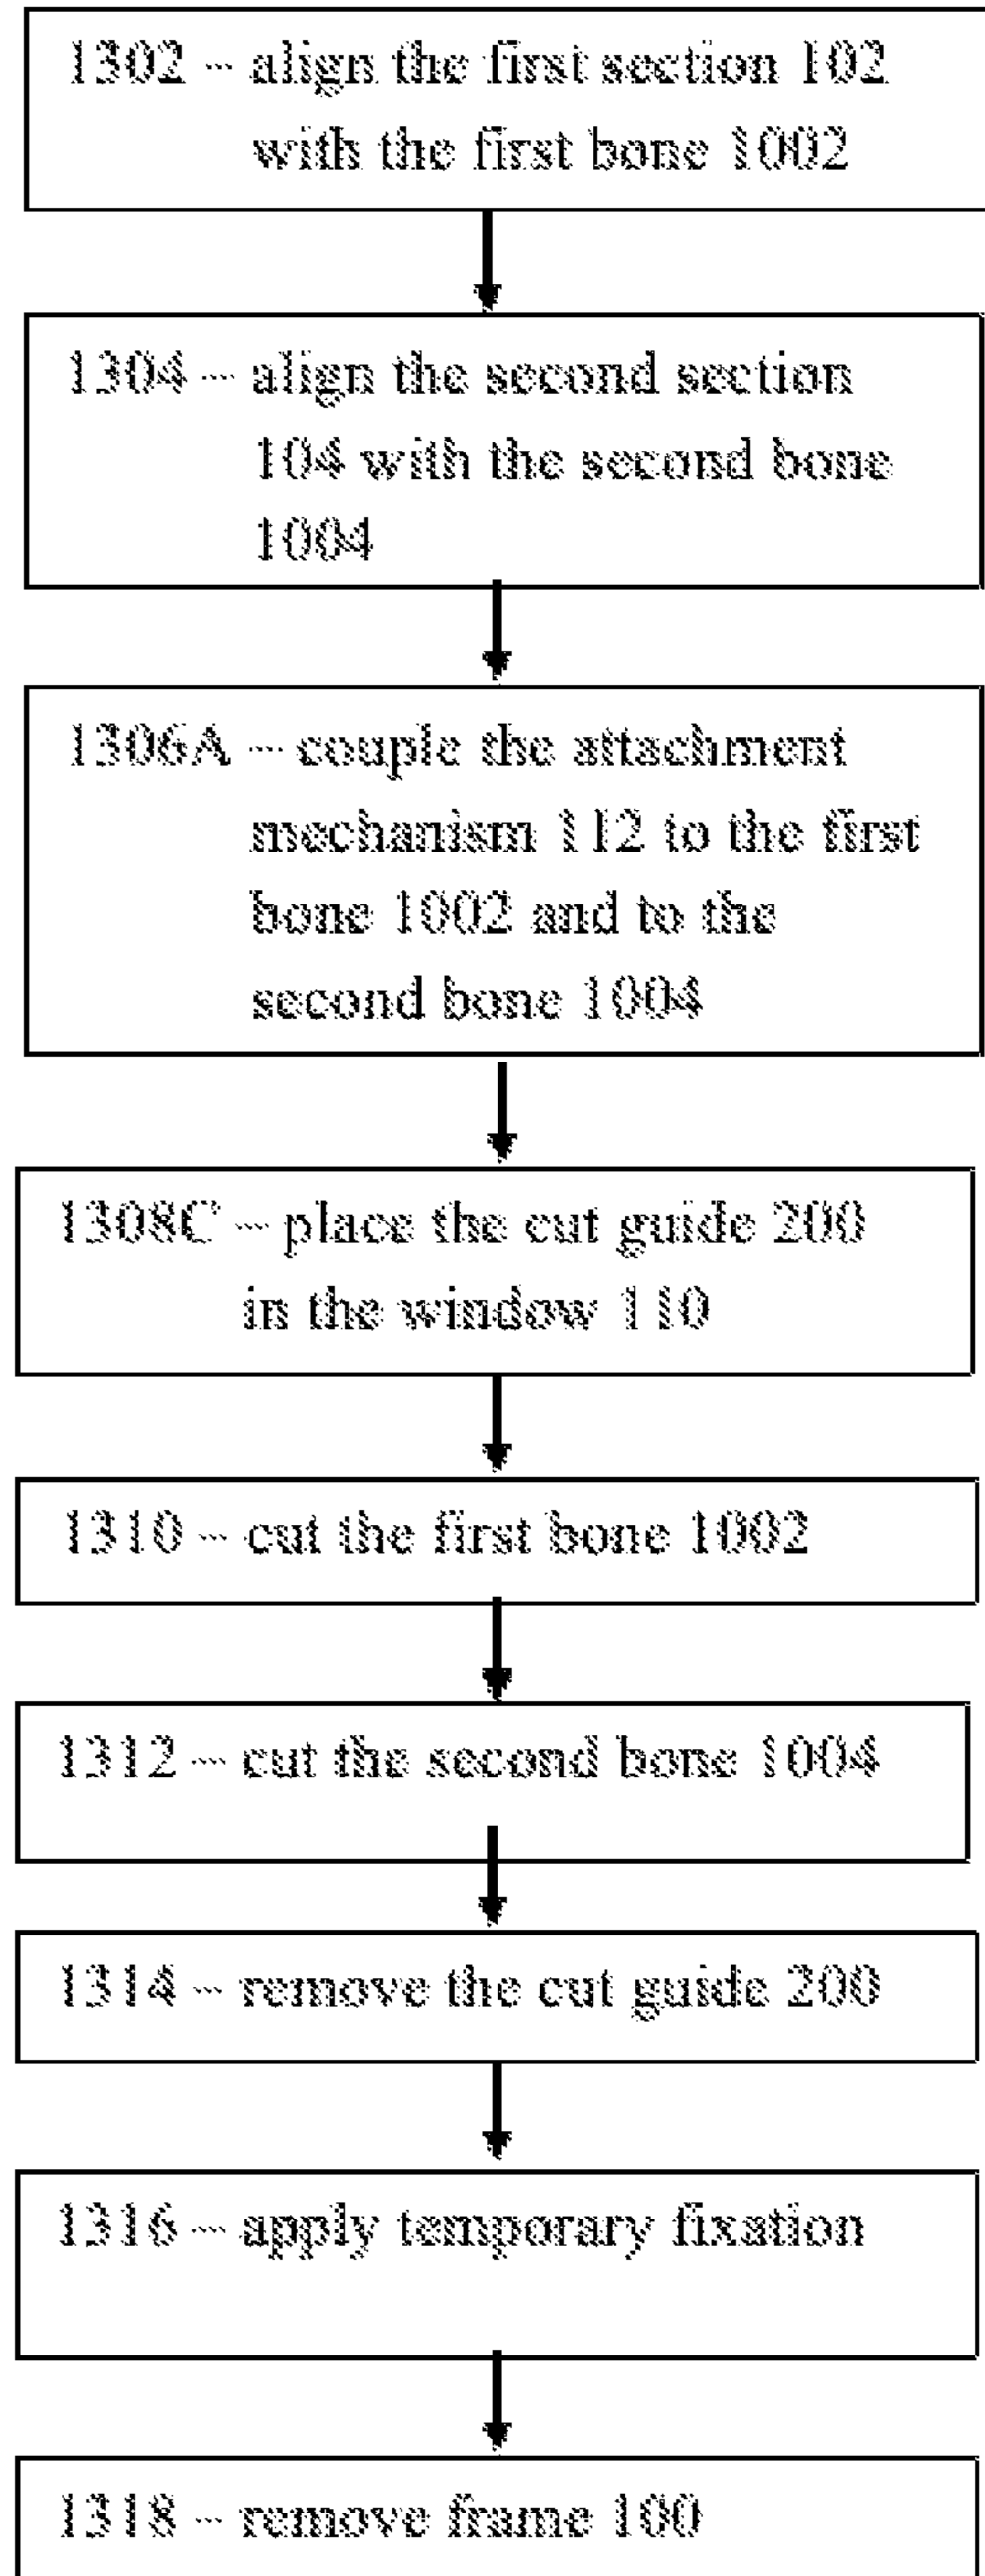 1302 – align the first section 102
with the first bone 1002
1304 – align the second section
104 with the second bone
1004
1306A – couple the attachment
mechanism 112 to the first
bone 1002 and to the
second bone 1004
1308C – place the cut guide 200
in the window 110
1310 – cut the first bone 1002
1312 – cut the second bone 1004
1314 – remove the cut guide 200
1316 – apply temporary fixation
1318 – remove frame 100